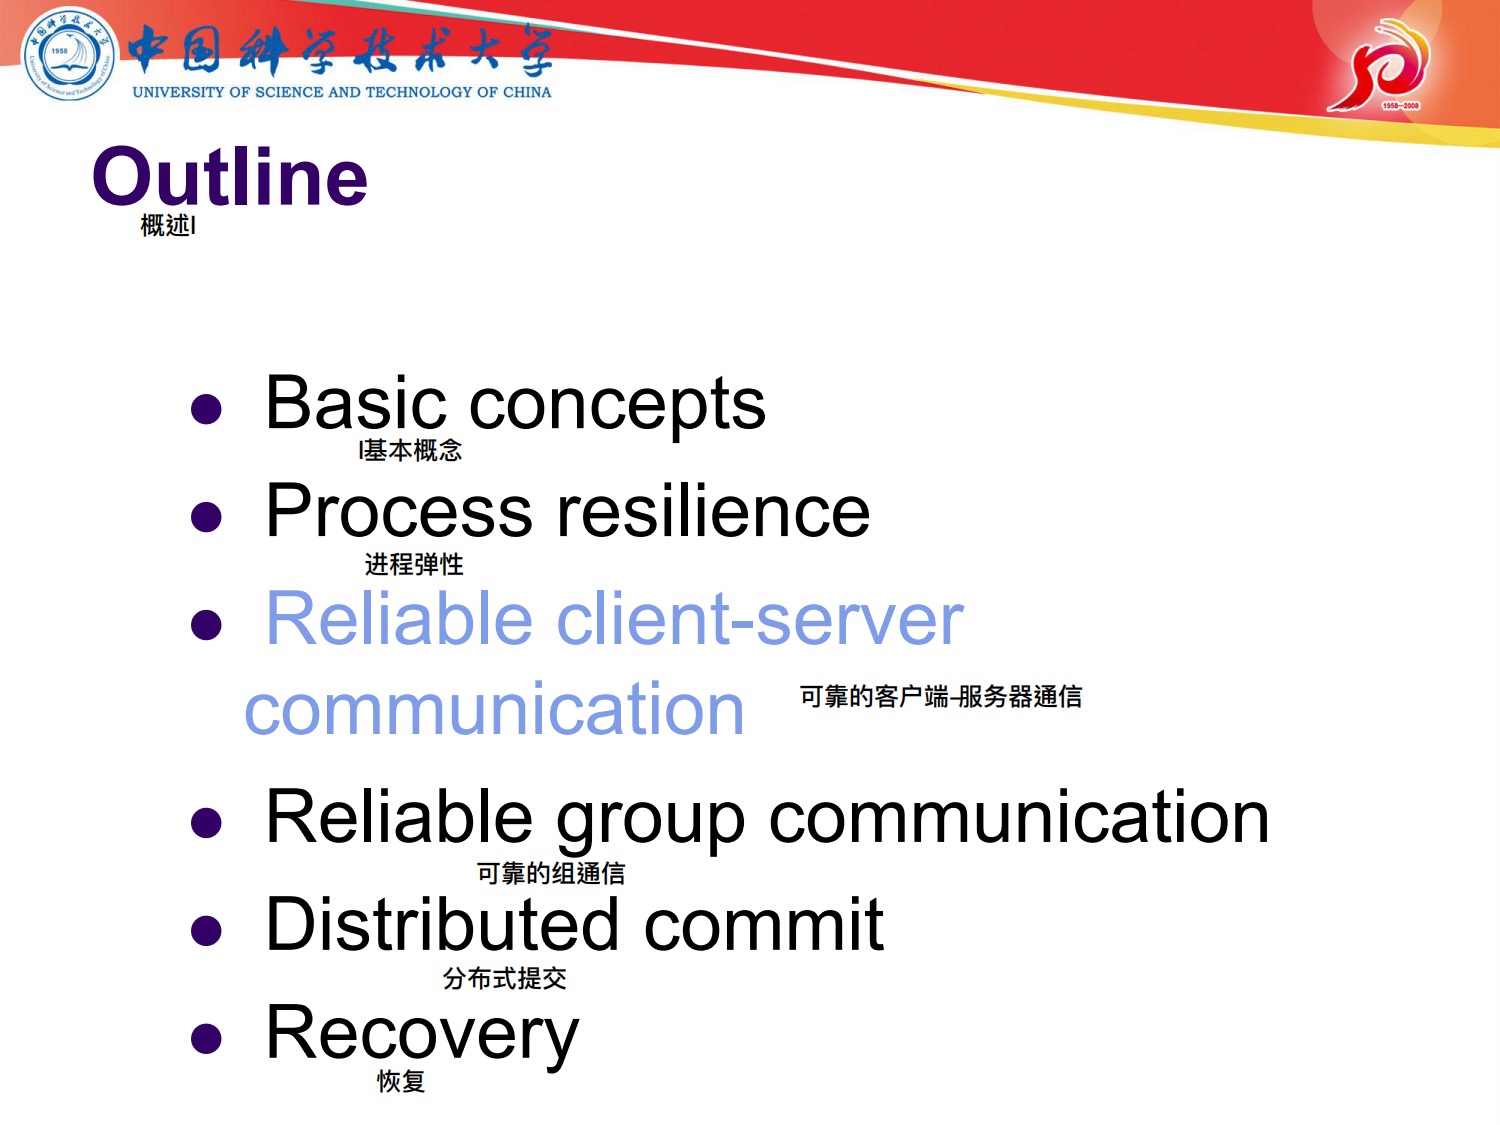 1958
中国科学技术大学
UNIVERSITY OF SCIENCE AND TECHNOLOGY OF CHINA
1958—2008
Outline
概述I
Basic concepts
I基本概念
Process resilience
进程弹性
Reliable client-server
communication
可靠的客户端-服务器通信
Reliable group communication
可靠的组通信
Distributed commit
分布式提交
Recovery
恢复